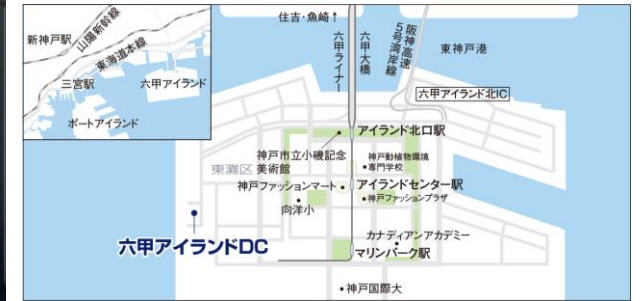 新神戸駅
山陽新幹線
東海道本線
三宮駅
六甲アイランド
ポートアイランド
住吉・魚崎
六甲ライナー
六甲大橋
阪神高速
5号湾岸線
東神戸港
六甲アイランド北IC
アイランド北口駅
神戸市立小磯記念
美術館
神戸動植物環境
専門学校
東灘区
神戸ファッションマート
アイランドセンター駅
神戸ファッションプラザ
向洋小
六甲アイランドDC
カナディアンアカデミー
マリンパーク駅
神戸国際大